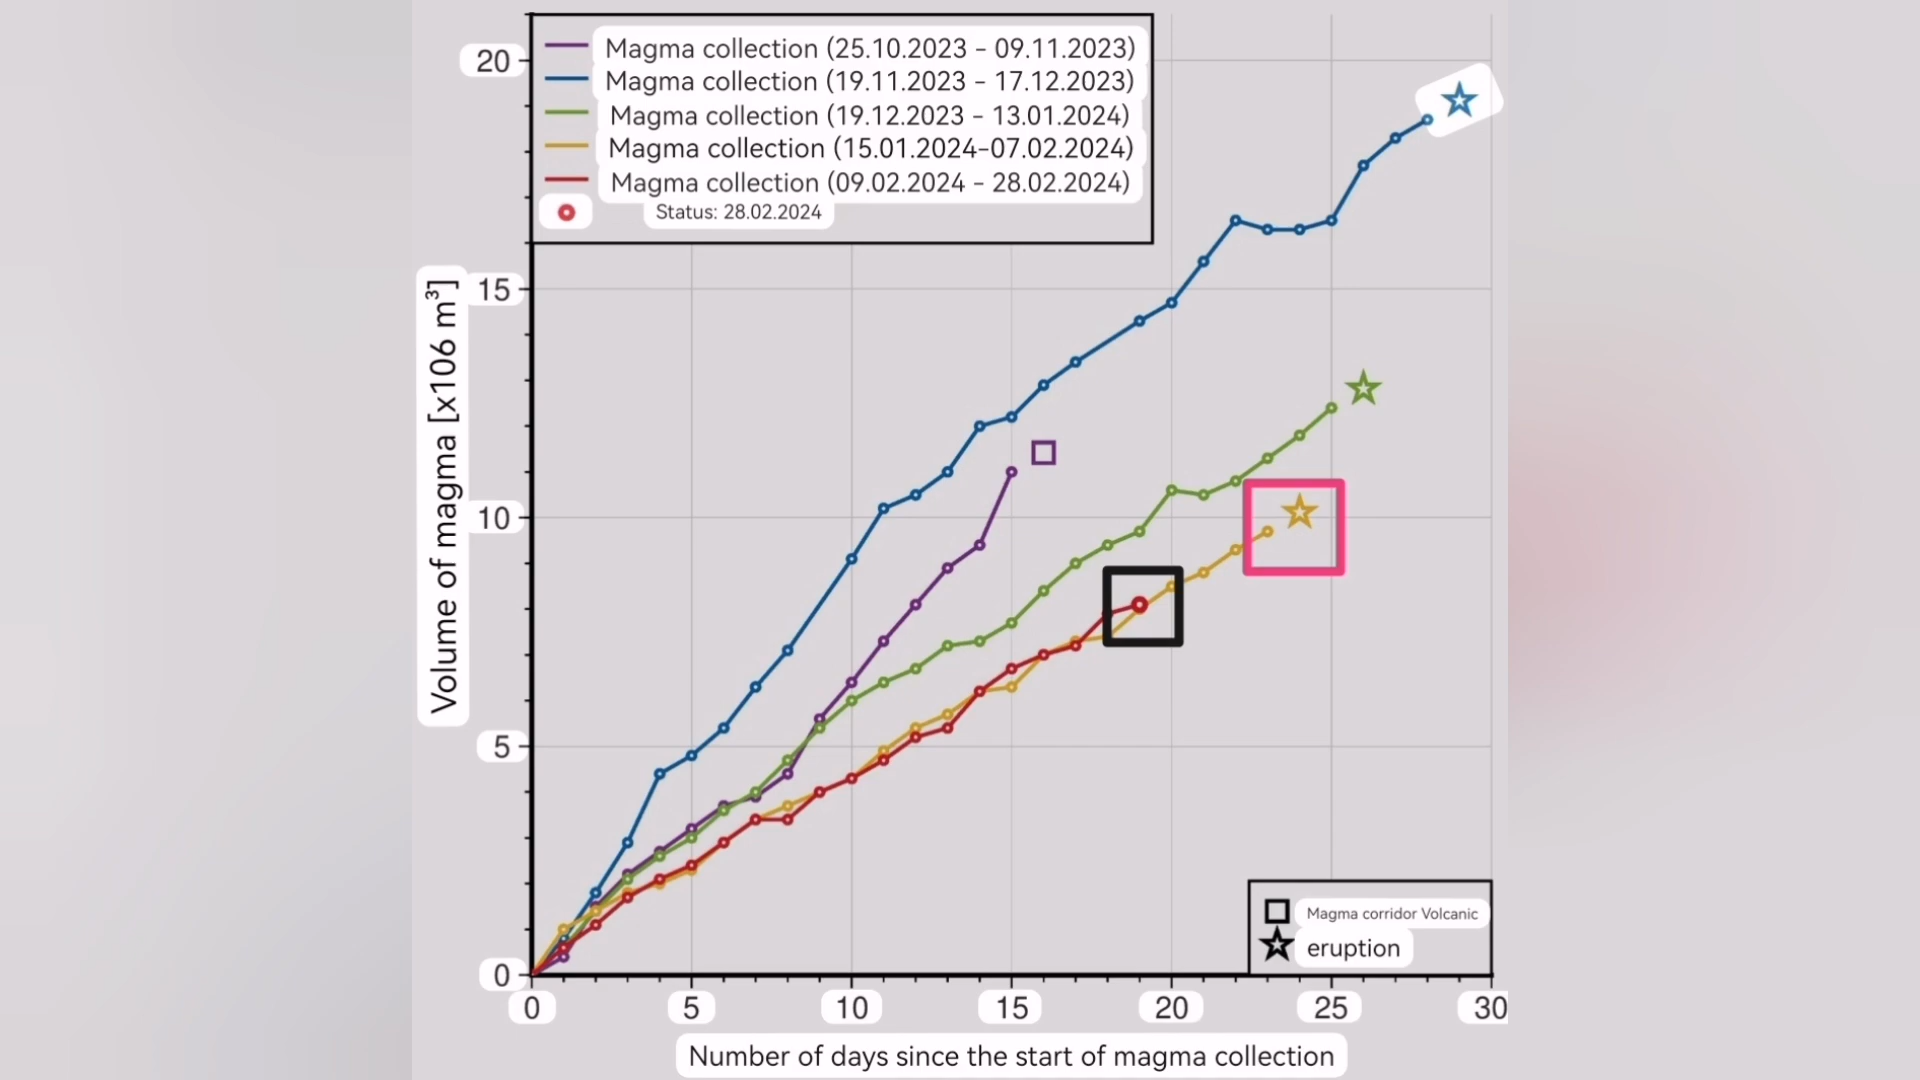 Magma collection (25.10.2023 - 09.11.2023)
Magma collection (19.11.2023 - 17.12.2023)
Magma collection (19.12.2023 - 13.01.2024)
Magma collection (15.01.2024-07.02.2024)
Magma collection (09.02.2024 - 28.02.2024)
Status: 28.02.2024
Volume of magma [x106 m³]
20
15
10
5
0
Magma corridor Volcanic
eruption
0 5 10 15 20 25 30
Number of days since the start of magma collection